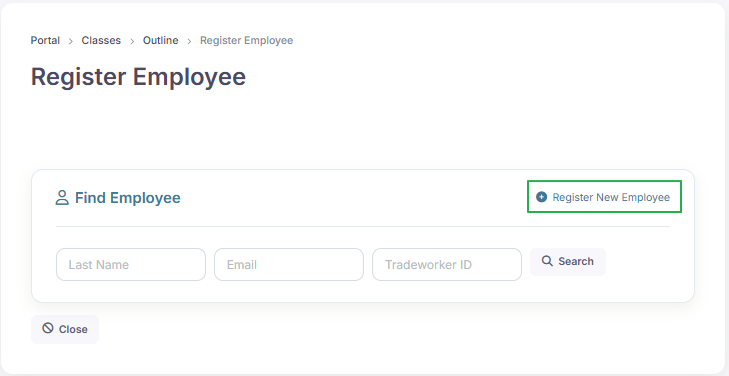 Portal > Classes > Outline > Register Employee
Register Employee
Find Employee
Register New Employee
Last Name Email Tradeworker ID Search
Close